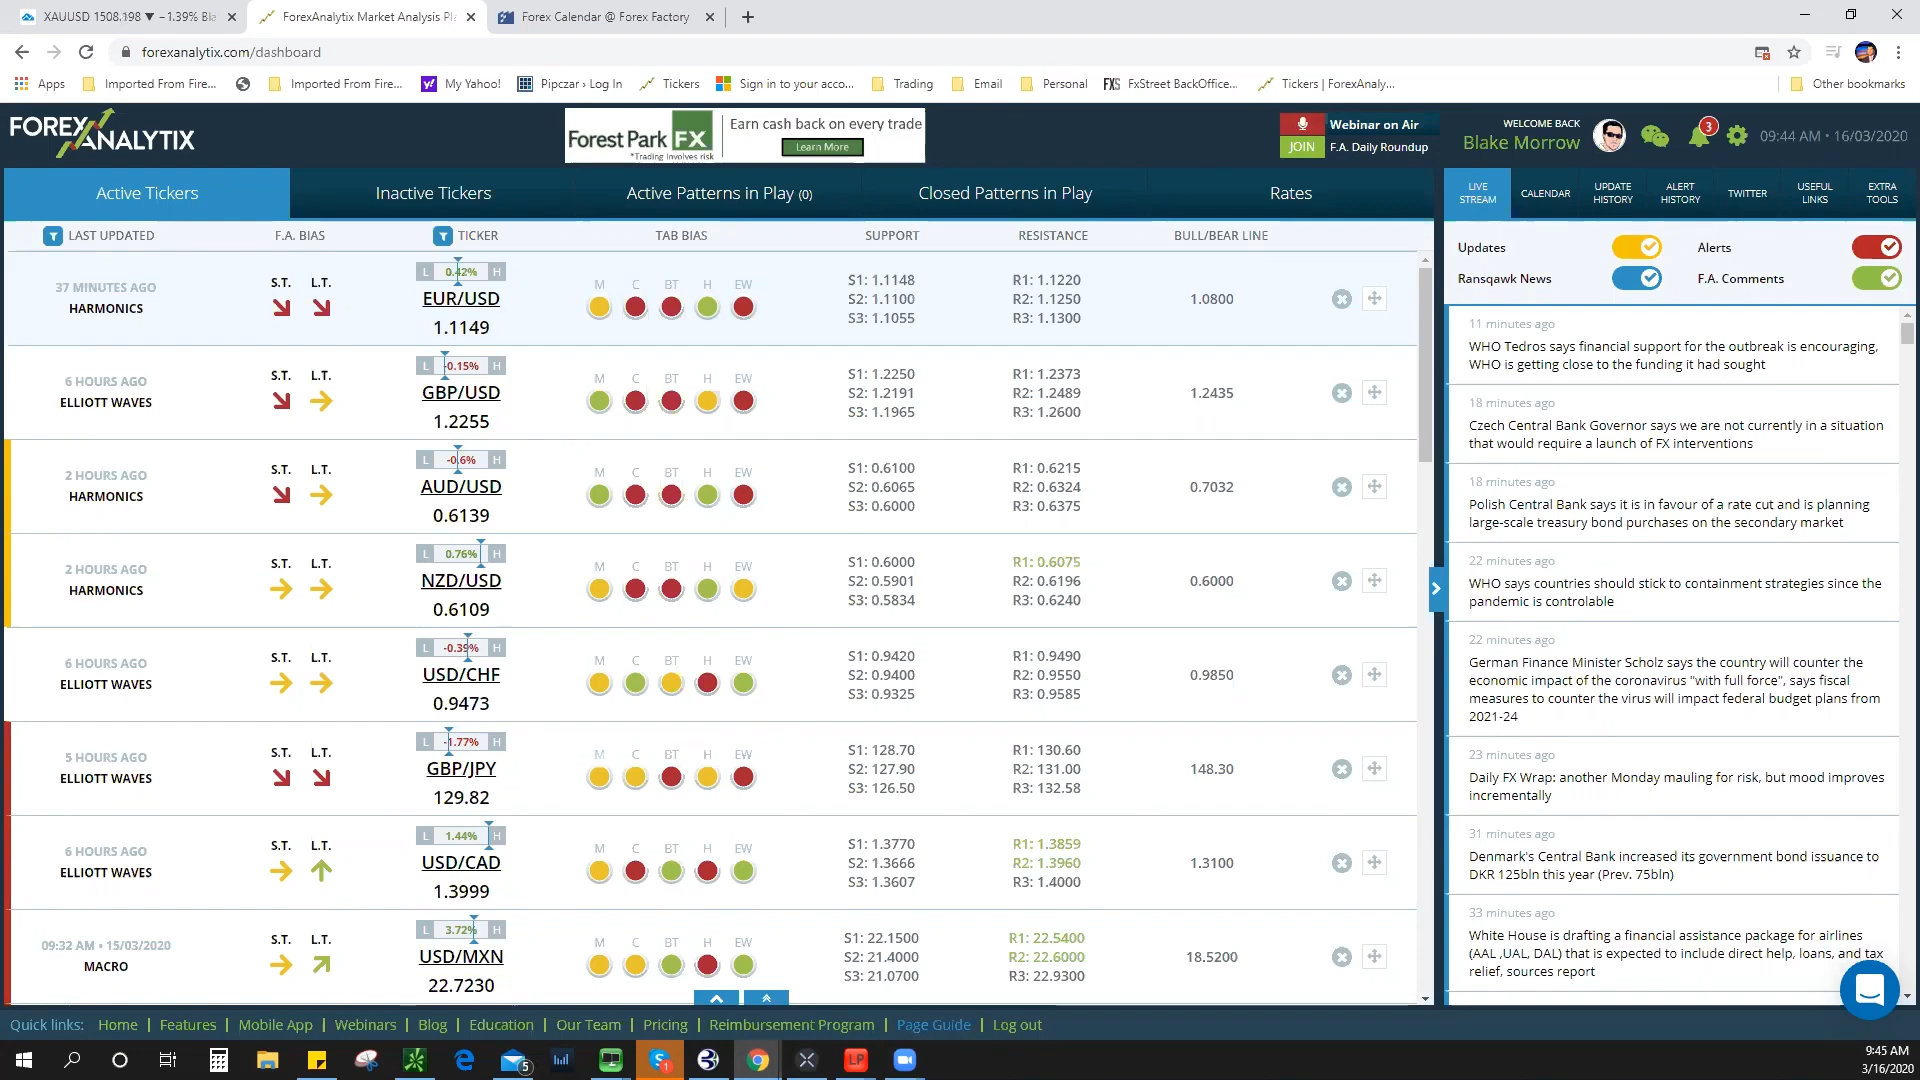 XAUUSD 1508.198 ▼ −1.39% Bla
ForexAnalytix Market Analysis Pl
Forex Calendar @ Forex Factory
forexanalytix.com/dashboard
Apps
Imported From Fire...
Imported From Fire...
My Yahoo!
Pipczar › Log In
Tickers
Sign in to your acco...
Trading
Email
Personal
FXS FxStreet BackOffice...
Tickers | ForexAnaly...
Other bookmarks
FOREX
ANALYTIX
Forest Park FX
*Trading involves risk
Earn cash back on every trade
Learn More
Webinar on Air
JOIN F.A. Daily Roundup
WELCOME BACK
Blake Morrow
3
09:44 AM • 16/03/2020
Active Tickers
Inactive Tickers
Active Patterns in Play (0)
Closed Patterns in Play
Rates
LIVE STREAM
CALENDAR
UPDATE HISTORY
ALERT HISTORY
TWITTER
USEFUL LINKS
EXTRA TOOLS
LAST UPDATED F.A. BIAS TICKER TAB BIAS SUPPORT RESISTANCE BULL/BEAR LINE
37 MINUTES AGO
HARMONICS
S.T. L.T.
L 0.42% H
EUR/USD
1.1149
M C BT H EW
S1: 1.1148
S2: 1.1100
S3: 1.1055
R1: 1.1220
R2: 1.1250
R3: 1.1300
1.0800
6 HOURS AGO
ELLIOTT WAVES
S.T. L.T.
L -0.15% H
GBP/USD
1.2255
M C BT H EW
S1: 1.2250
S2: 1.2191
S3: 1.1965
R1: 1.2373
R2: 1.2489
R3: 1.2600
1.2435
2 HOURS AGO
HARMONICS
S.T. L.T.
L -0.6% H
AUD/USD
0.6139
M C BT H EW
S1: 0.6100
S2: 0.6065
S3: 0.6000
R1: 0.6215
R2: 0.6324
R3: 0.6375
0.7032
2 HOURS AGO
HARMONICS
S.T. L.T.
L 0.76% H
NZD/USD
0.6109
M C BT H EW
S1: 0.6000
S2: 0.5901
S3: 0.5834
R1: 0.6075
R2: 0.6196
R3: 0.6240
0.6000
6 HOURS AGO
ELLIOTT WAVES
S.T. L.T.
L -0.39% H
USD/CHF
0.9473
M C BT H EW
S1: 0.9420
S2: 0.9400
S3: 0.9325
R1: 0.9490
R2: 0.9550
R3: 0.9585
0.9850
5 HOURS AGO
ELLIOTT WAVES
S.T. L.T.
L -1.77% H
GBP/JPY
129.82
M C BT H EW
S1: 128.70
S2: 127.90
S3: 126.50
R1: 130.60
R2: 131.00
R3: 132.58
148.30
6 HOURS AGO
ELLIOTT WAVES
S.T. L.T.
L 1.44% H
USD/CAD
1.3999
M C BT H EW
S1: 1.3770
S2: 1.3666
S3: 1.3607
R1: 1.3859
R2: 1.3960
R3: 1.4000
1.3100
09:32 AM • 15/03/2020
MACRO
S.T. L.T.
L 3.72% H
USD/MXN
22.7230
M C BT H EW
S1: 22.1500
S2: 21.4000
S3: 21.0700
R1: 22.5400
R2: 22.6000
R3: 22.9300
18.5200
Updates
Alerts
Ransqawk News
F.A. Comments
11 minutes ago
WHO Tedros says financial support for the outbreak is encouraging,
WHO is getting close to the funding it had sought
18 minutes ago
Czech Central Bank Governor says we are not currently in a situation
that would require a launch of FX interventions
18 minutes ago
Polish Central Bank says it is in favour of a rate cut and is planning
large-scale treasury bond purchases on the secondary market
22 minutes ago
WHO says countries should stick to containment strategies since the
pandemic is controlable
22 minutes ago
German Finance Minister Scholz says the country will counter the
economic impact of the coronavirus "with full force", says fiscal
measures to counter the virus will impact federal budget plans from
2021-24
23 minutes ago
Daily FX Wrap: another Monday mauling for risk, but mood improves
incrementally
31 minutes ago
Denmark's Central Bank increased its government bond issuance to
DKR 125bln this year (Prev. 75bln)
33 minutes ago
White House is drafting a financial assistance package for airlines
(AAL ,UAL, DAL) that is expected to include direct help, loans, and tax
relief, sources report
Quick links: Home | Features | Mobile App | Webinars | Blog | Education | Our Team | Pricing | Reimbursement Program | Page Guide | Log out
5
1
LP
9:45 AM
3/16/2020